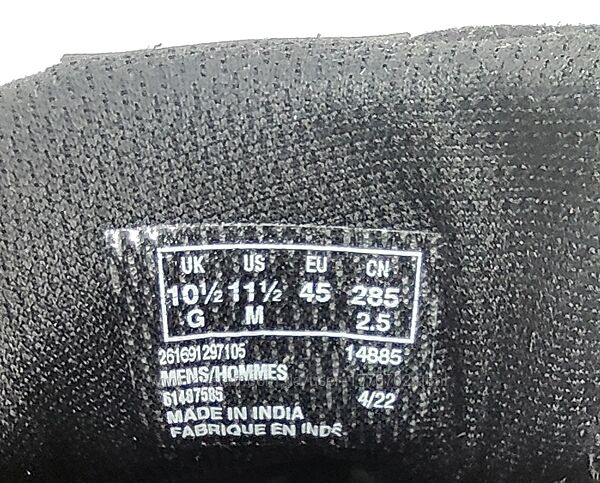 UK US EU CN
10½ 11½ 45 285
G M 2.5
261691297105 14885
MENS/HOMMES
61487585 4/22
MADE IN INDIA
FABRIQUE EN INDE